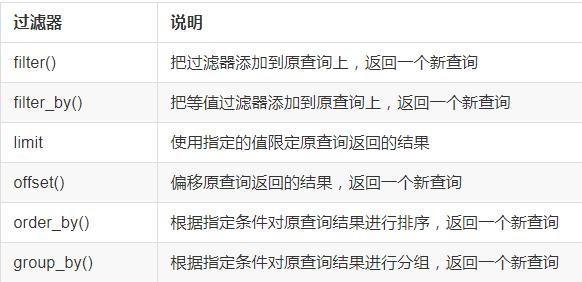 过滤器 说明
filter() 把过滤器添加到原查询上，返回一个新查询
filter_by() 把等值过滤器添加到原查询上，返回一个新查询
limit 使用指定的值限定原查询返回的结果
offset() 偏移原查询返回的结果，返回一个新查询
order_by() 根据指定条件对原查询结果进行排序，返回一个新查询
group_by() 根据指定条件对原查询结果进行分组，返回一个新查询